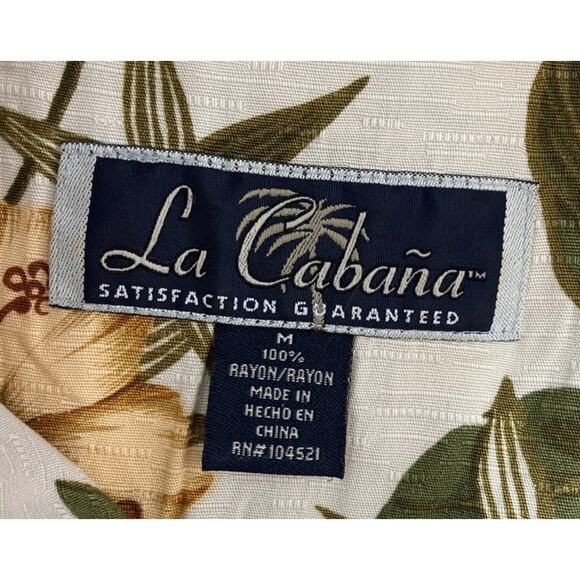 La Cabaña™
SATISFACTION GUARANTEED
M
100%
RAYON/RAYON
MADE IN
HECHO EN
CHINA
RN#104521